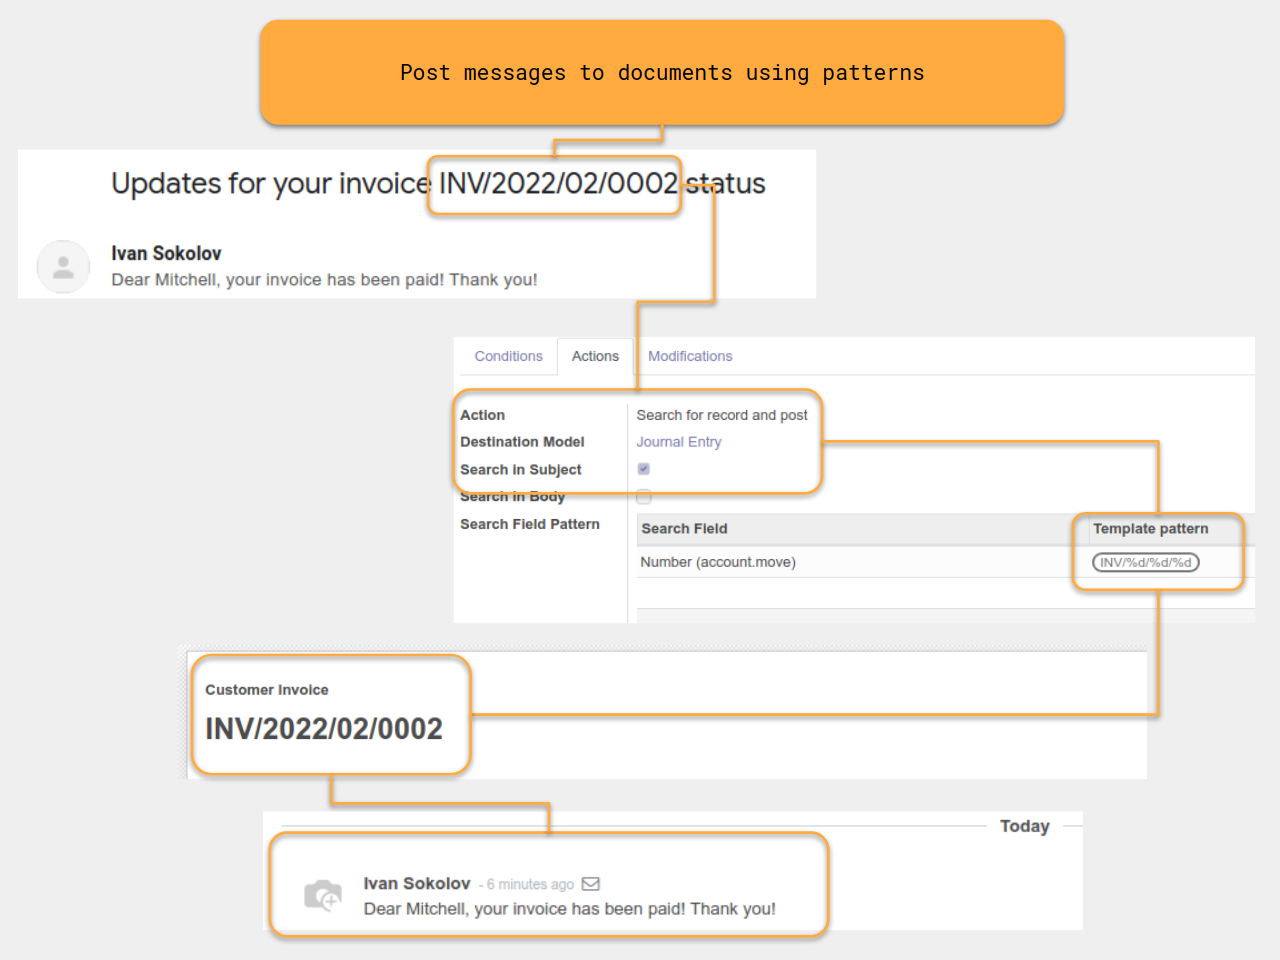 Post messages to documents using patterns
Updates for your invoice INV/2022/02/0002 status
Ivan Sokolov
Dear Mitchell, your invoice has been paid! Thank you!
Conditions Actions Modifications
Action Search for record and post
Destination Model Journal Entry
Search in Subject
Search in Body
Search Field Pattern
Search Field Template pattern
Number (account.move) INV/%d/%d/%d
Customer Invoice
INV/2022/02/0002
Today
Ivan Sokolov - 6 minutes ago
Dear Mitchell, your invoice has been paid! Thank you!